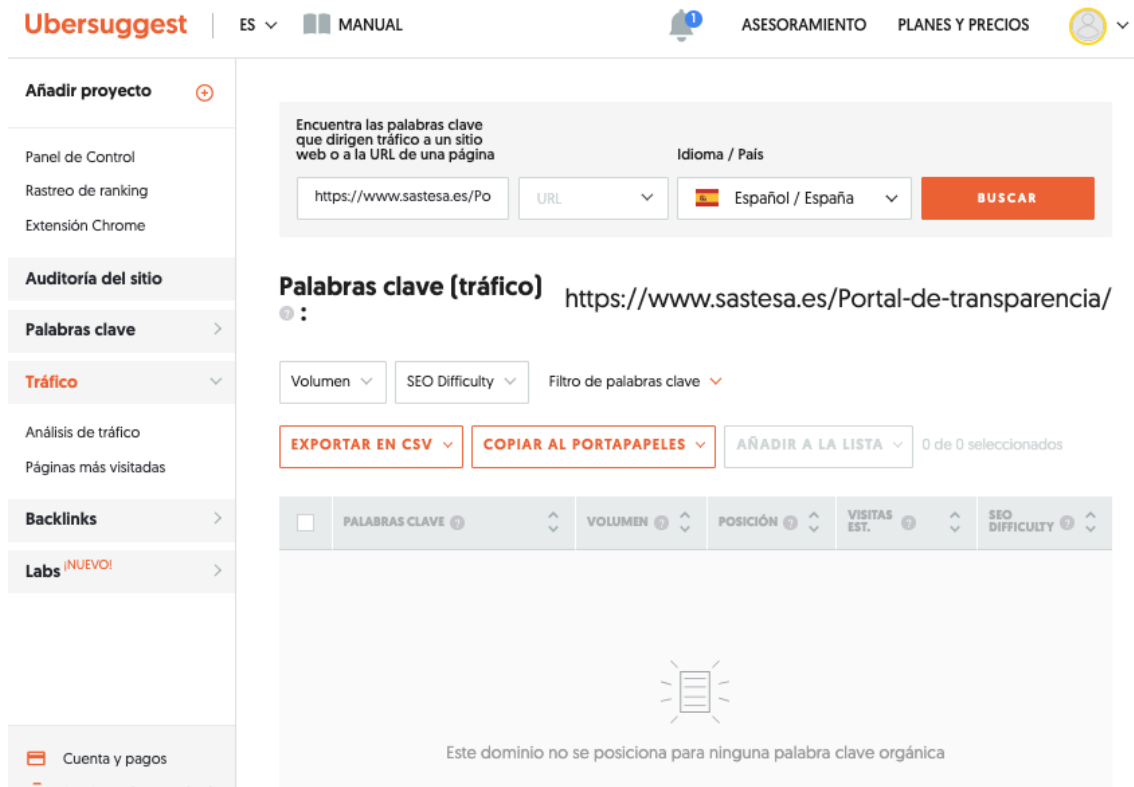 Ubersuggest
ES
MANUAL
1
ASESORAMIENTO
PLANES Y PRECIOS
Añadir proyecto
Panel de Control
Rastreo de ranking
Extensión Chrome
Auditoría del sitio
Palabras clave
Tráfico
Análisis de tráfico
Páginas más visitadas
Backlinks
Labs ¡NUEVO!
Cuenta y pagos
Encuentra las palabras clave
que dirigen tráfico a un sitio
web o a la URL de una página
Idioma / País
https://www.sastesa.es/Po
URL
Español / España
BUSCAR
Palabras clave (tráfico)
? :
https://www.sastesa.es/Portal-de-transparencia/
Volumen
SEO Difficulty
Filtro de palabras clave
EXPORTAR EN CSV
COPIAR AL PORTAPAPELES
AÑADIR A LA LISTA
0 de 0 seleccionados
PALABRAS CLAVE ?
VOLUMEN ?
POSICIÓN ?
VISITAS
EST. ?
SEO
DIFFICULTY ?
Este dominio no se posiciona para ninguna palabra clave orgánica